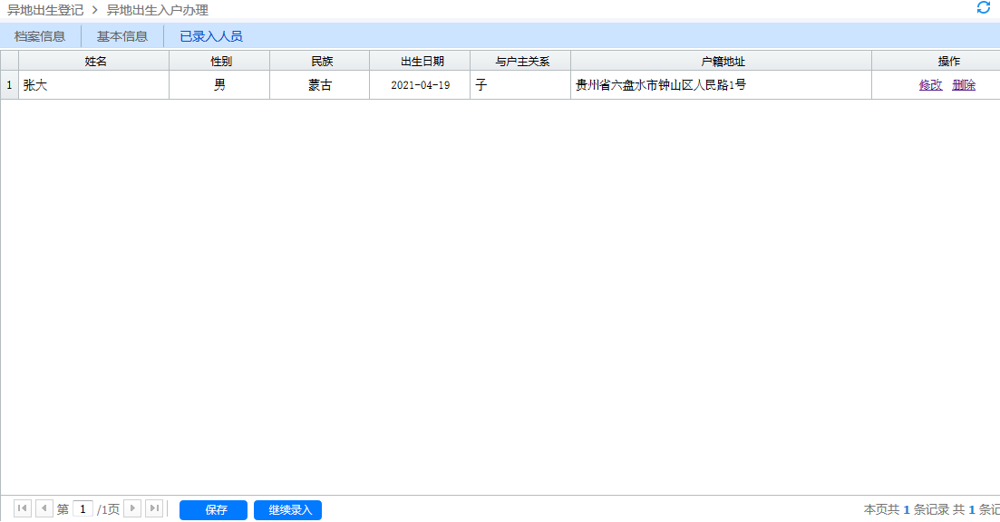 异地出生登记 > 异地出生入户办理
档案信息 基本信息 已录入人员
姓名 性别 民族 出生日期 与户主关系 户籍地址 操作
1 张大 男 蒙古 2021-04-19 子 贵州省六盘水市钟山区人民路1号 修改 删除
第 1 /1页 保存 继续录入 本页共 1 条记录 共 1 条记